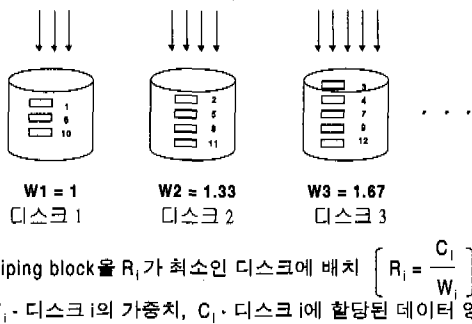 1
6
10
2
5
8
11
3
4
7
9
12
W1 = 1
W2 = 1.33
W3 = 1.67
디스크 1
디스크 2
디스크 3
iping block을 Ri가 최소인 디스크에 배치 [ Ri = Ci / Wi ]
i - 디스크 i의 가중치, Ci - 디스크 i에 할당된 데이터